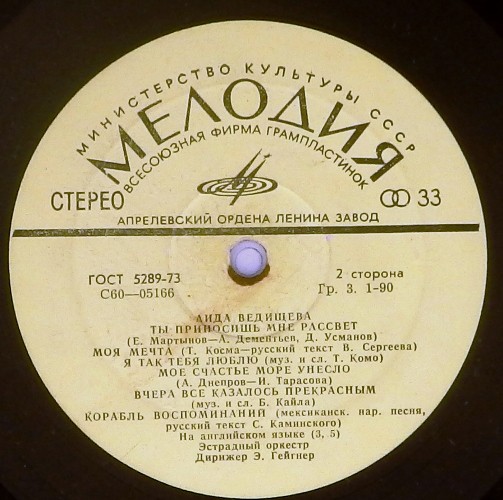 МИНИСТЕРСТВО КУЛЬТУРЫ СССР
МЕЛОДИЯ
ВСЕСОЮЗНАЯ ФИРМА ГРАМПЛАСТИНОК
СТЕРЕО 33
АПРЕЛЕВСКИЙ ОРДЕНА ЛЕНИНА ЗАВОД
ГОСТ 5289-73 2 сторона
С60—05166 Гр. 3. 1-90
АИДА ВЕДИЩЕВА
ТЫ ПРИНОСИШЬ МНЕ РАССВЕТ
(Е. Мартынов—А. Дементьев, Д. Усманов)
МОЯ МЕЧТА (Т. Косма—русский текст В. Сергеева)
Я ТАК ТЕБЯ ЛЮБЛЮ (муз. и сл. Т. Комо)
МОЕ СЧАСТЬЕ МОРЕ УНЕСЛО
(А. Днепров—И. Тарасова)
ВЧЕРА ВСЕ КАЗАЛОСЬ ПРЕКРАСНЫМ
(муз. и сл. Б. Кайла)
КОРАБЛЬ ВОСПОМИНАНИЙ (мексиканск. нар. песня,
русский текст С. Каминского)
На английском языке (3, 5)
Эстрадный оркестр
Дирижер Э. Гейгнер